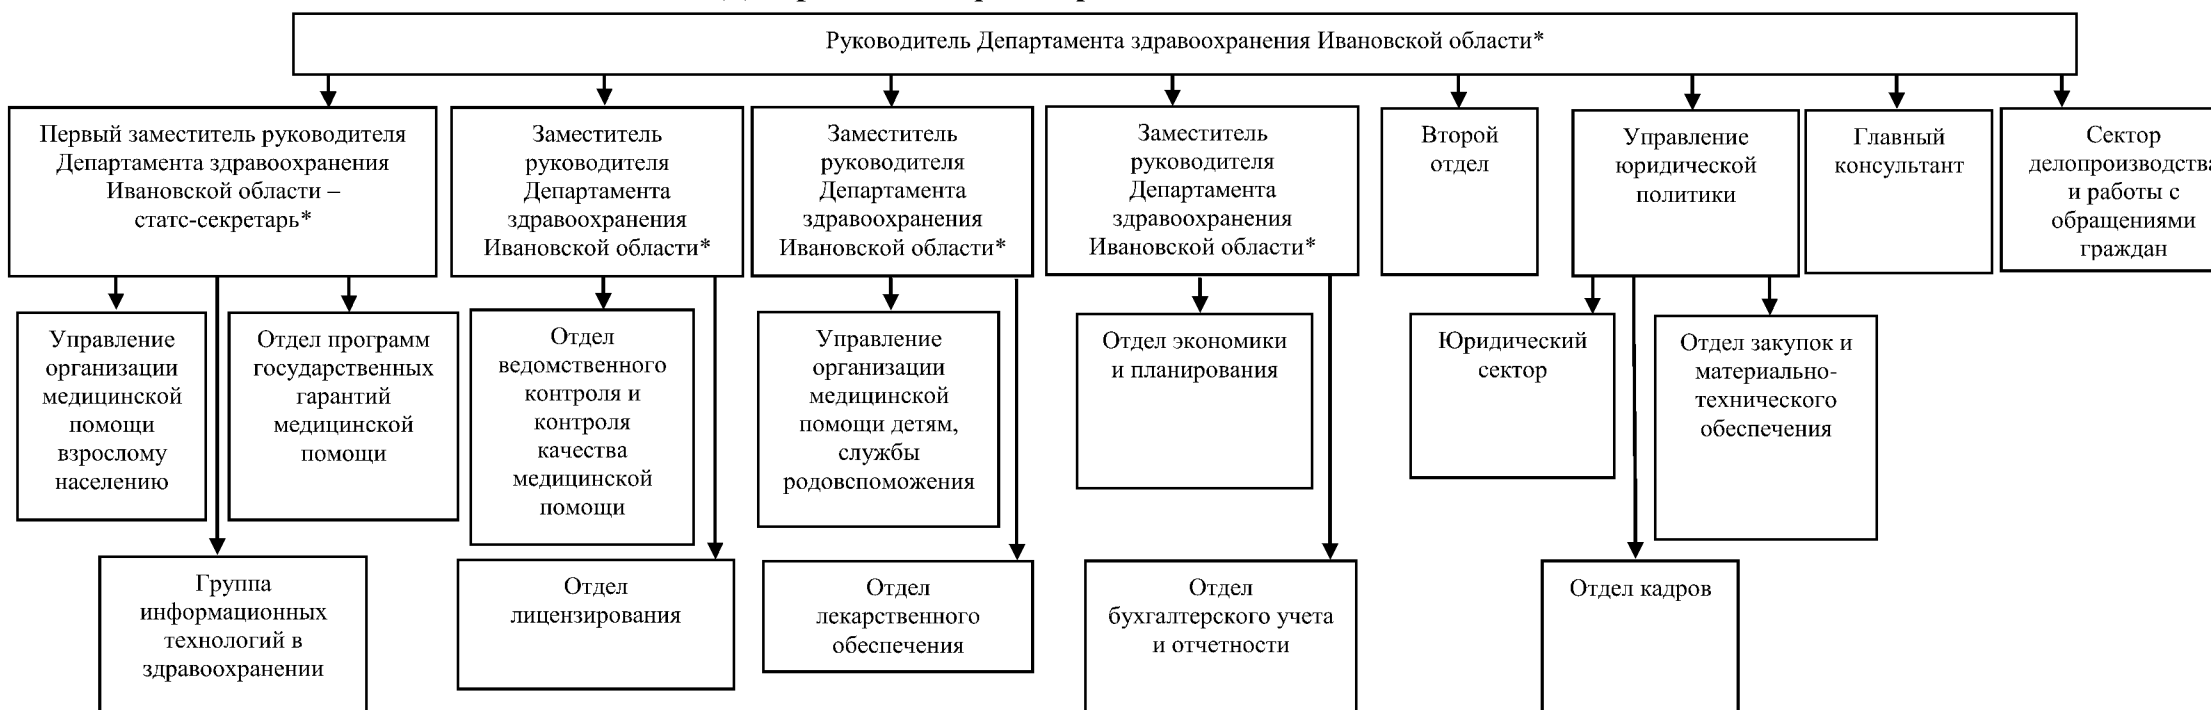 Руководитель Департамента здравоохранения Ивановской области*
Первый заместитель руководителя
Департамента здравоохранения
Ивановской области –
статс-секретарь*
Заместитель
руководителя
Департамента
здравоохранения
Ивановской области*
Заместитель
руководителя
Департамента
здравоохранения
Ивановской области*
Заместитель
руководителя
Департамента
здравоохранения
Ивановской области*
Второй
отдел
Управление
юридической
политики
Главный
консультант
Сектор
делопроизводства
и работы с
обращениями
граждан
Управление
организации
медицинской
помощи
взрослому
населению
Отдел программ
государственных
гарантий
медицинской
помощи
Отдел
ведомственного
контроля и
контроля
качества
медицинской
помощи
Управление
организации
медицинской
помощи детям,
службы
родовспоможения
Отдел экономики
и планирования
Юридический
сектор
Отдел закупок и
материально-
технического
обеспечения
Группа
информационных
технологий в
здравоохранении
Отдел
лицензирования
Отдел
лекарственного
обеспечения
Отдел
бухгалтерского учета
и отчетности
Отдел кадров